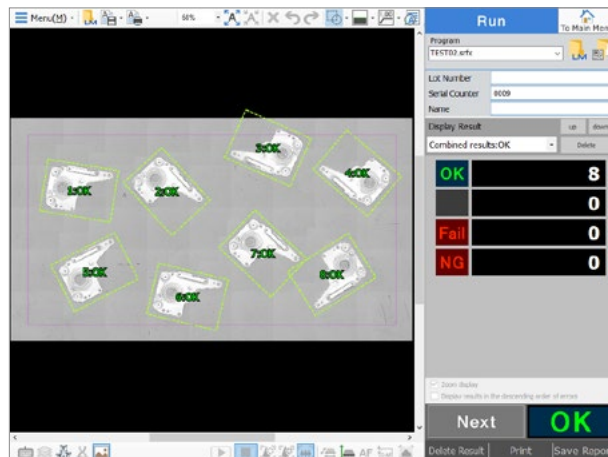 Menu(M)
50%
Run
To Main Menu
Program
TEST02.srfx
Lot Number
Serial Counter 0009
Name
Display Result up down
Combined results:OK Delete
OK 8
0
Fail 0
NG 0
1:OK
2:OK
3:OK
4:OK
5:OK
6:OK
7:OK
8:OK
Zoom display
Display results in the descending order of errors
Next OK
Delete Result Print Save Report
AF